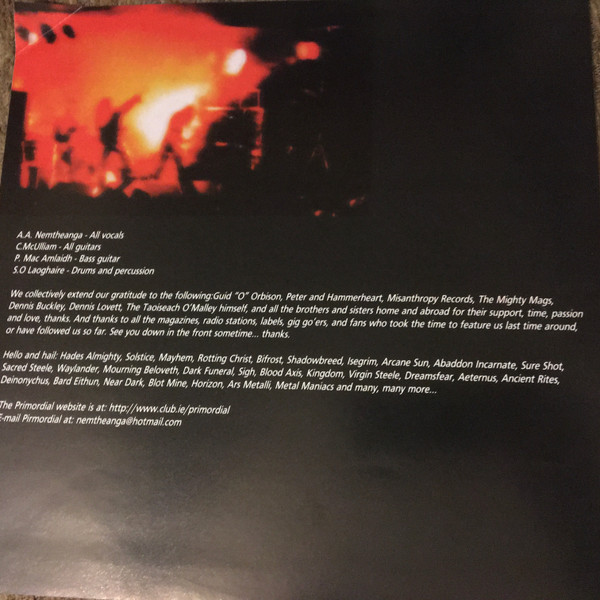 A.A. Nemtheanga - All vocals
C.McUlliam - All guitars
P. Mac Amlaidh - Bass guitar
S.O Laoghaire - Drums and percussion
We collectively extend our gratitude to the following:Guid "O" Orbison, Peter and Hammerheart, Misanthropy Records, The Mighty Mags,
Dennis Buckley, Dennis Lovett, The Taoiseach O'Malley himself, and all the brothers and sisters home and abroad for their support, time, passion
and love, thanks. And thanks to all the magazines, radio stations, labels, gig go'ers, and fans who took the time to feature us last time around,
or have followed us so far. See you down in the front sometime... thanks.
Hello and hail: Hades Almighty, Solstice, Mayhem, Rotting Christ, Bifrost, Shadowbreed, Isegrim, Arcane Sun, Abaddon Incarnate, Sure Shot,
Sacred Steele, Waylander, Mourning Beloveth, Dark Funeral, Sigh, Blood Axis, Kingdom, Virgin Steele, Dreamsfear, Aeternus, Ancient Rites,
Deinonychus, Bard Eithun, Near Dark, Blot Mine, Horizon, Ars Metalli, Metal Maniacs and many, many more...
The Primordial website is at: http://www.club.ie/primordial
E-mail Pirmordial at: nemtheanga@hotmail.com